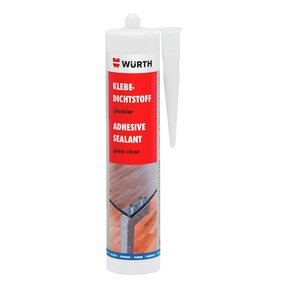 WÜRTH
KLEBE-
DICHTSTOFF
glasklar
ADHESIVE
SEALANT
glass clear